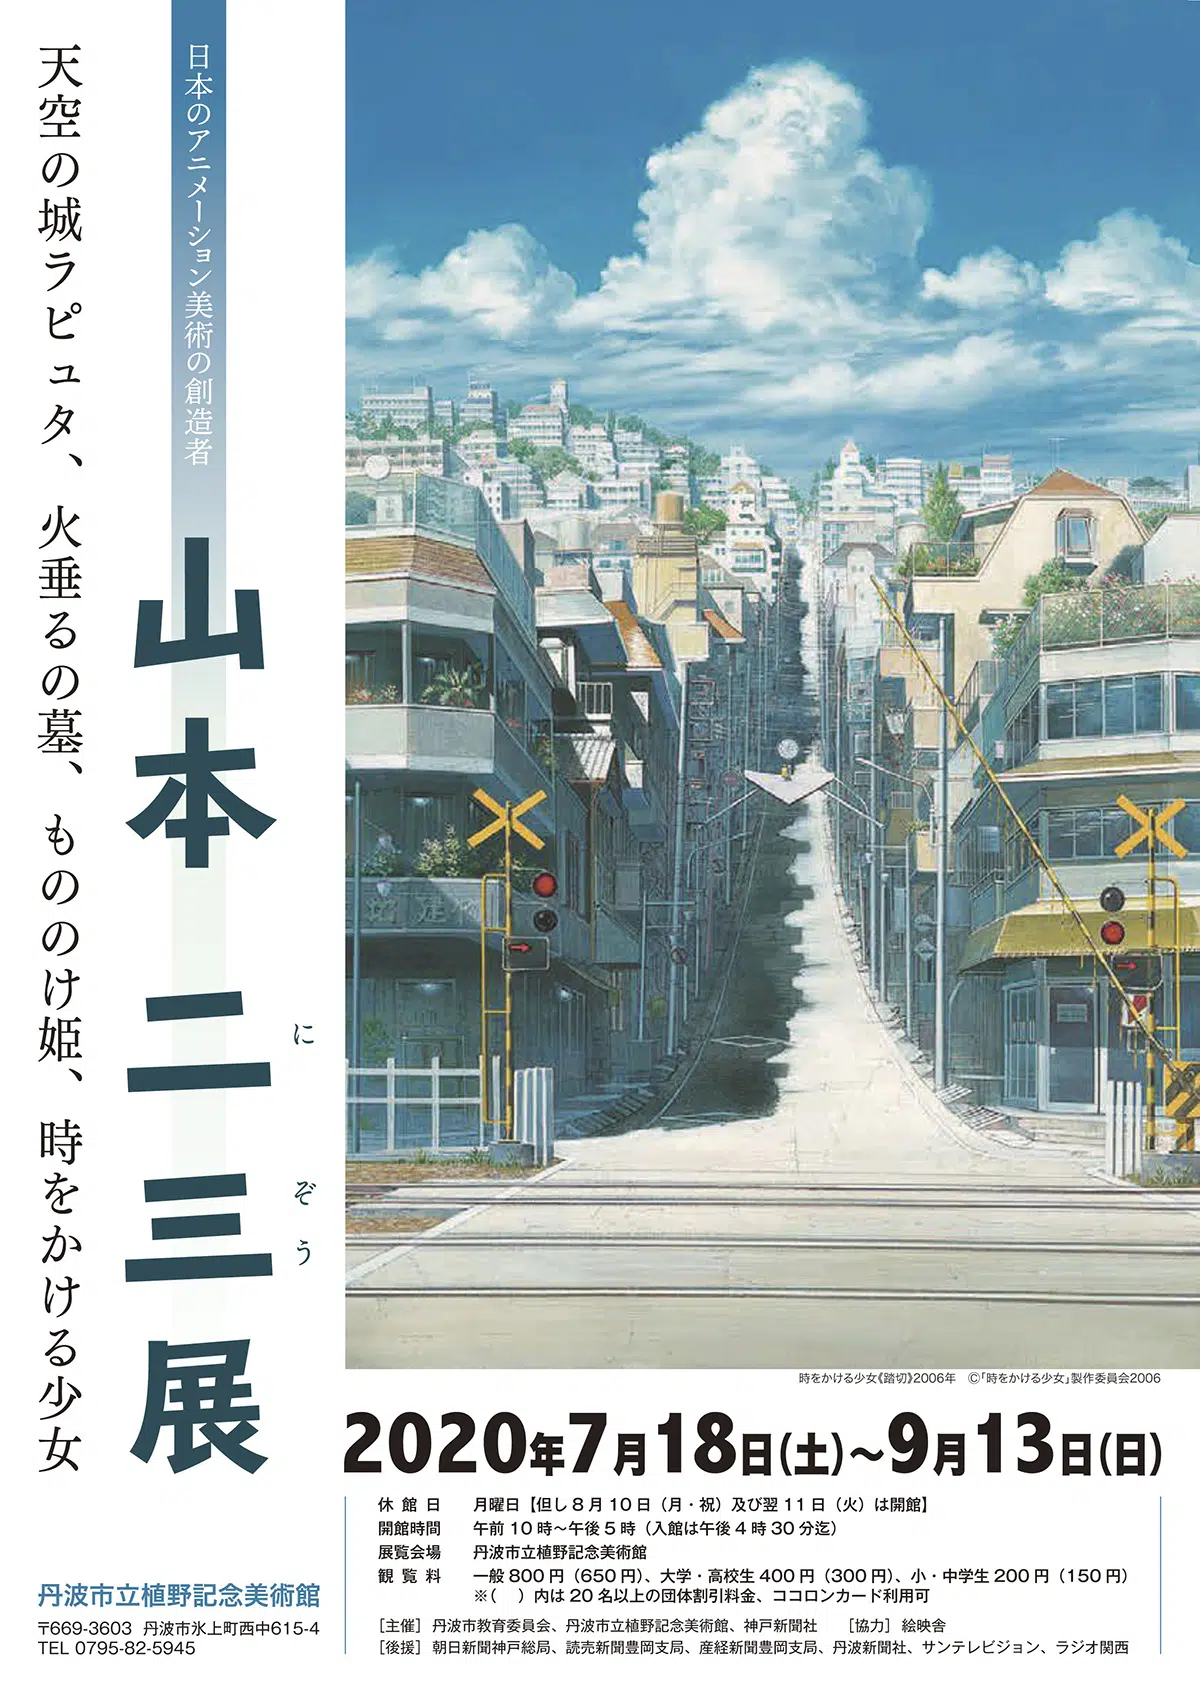 天空の城ラピュタ、火垂るの墓、もののけ姫、時をかける少女
日本のアニメーション美術の創造者
山本二三展
にぞう
時をかける少女《踏切》2006年　©「時をかける少女」製作委員会2006
2020年7月18日(土)～9月13日(日)
休館日　月曜日【但し8月10日（月・祝）及び翌11日（火）は開館】
開館時間　午前10時～午後5時（入館は午後4時30分迄）
展覧会場　丹波市立植野記念美術館
観覧料　一般800円（650円）、大学・高校生400円（300円）、小・中学生200円（150円）
※（　）内は20名以上の団体割引料金、ココロンカード利用可
［主催］丹波市教育委員会、丹波市立植野記念美術館、神戸新聞社　［協力］絵映舎
［後援］朝日新聞神戸総局、読売新聞豊岡支局、産経新聞豊岡支局、丹波新聞社、サンテレビジョン、ラジオ関西
丹波市立植野記念美術館
〒669-3603　丹波市氷上町西中615-4
TEL 0795-82-5945